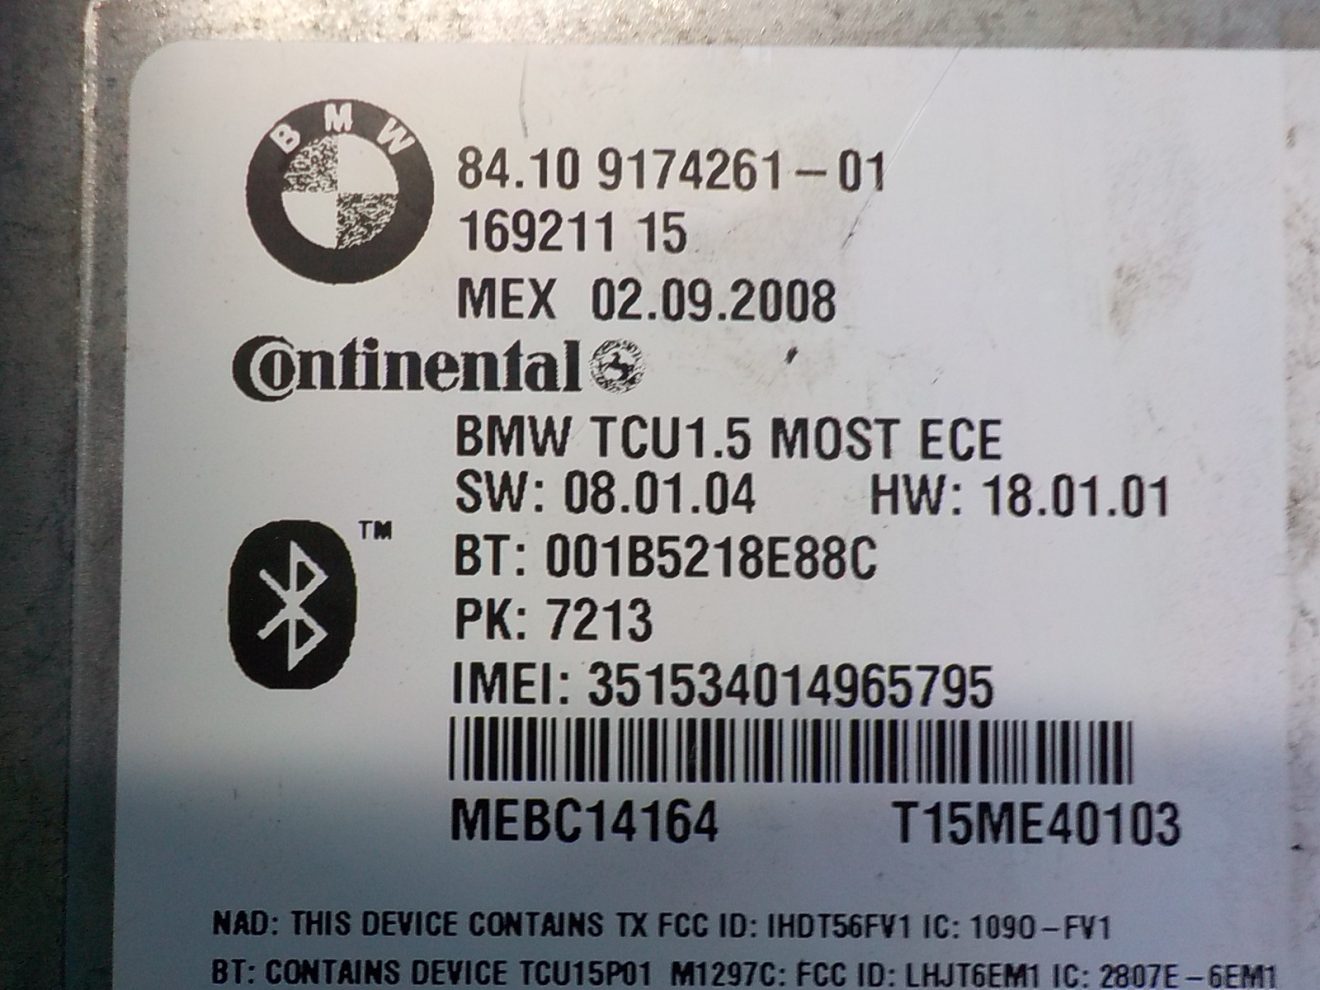 BMW
84.10 9174261-01
169211 15
MEX 02.09.2008
Continental
BMW TCU1.5 MOST ECE
SW: 08.01.04 HW: 18.01.01
TM
BT: 001B5218E88C
PK: 7213
IMEI: 351534014965795
MEBC14164 T15ME40103
NAD: THIS DEVICE CONTAINS TX FCC ID: IHDT56FV1 IC: 1090-FV1
BT: CONTAINS DEVICE TCU15P01 M1297C: FCC ID: LHJT6EM1 IC: 2807E-6EM1